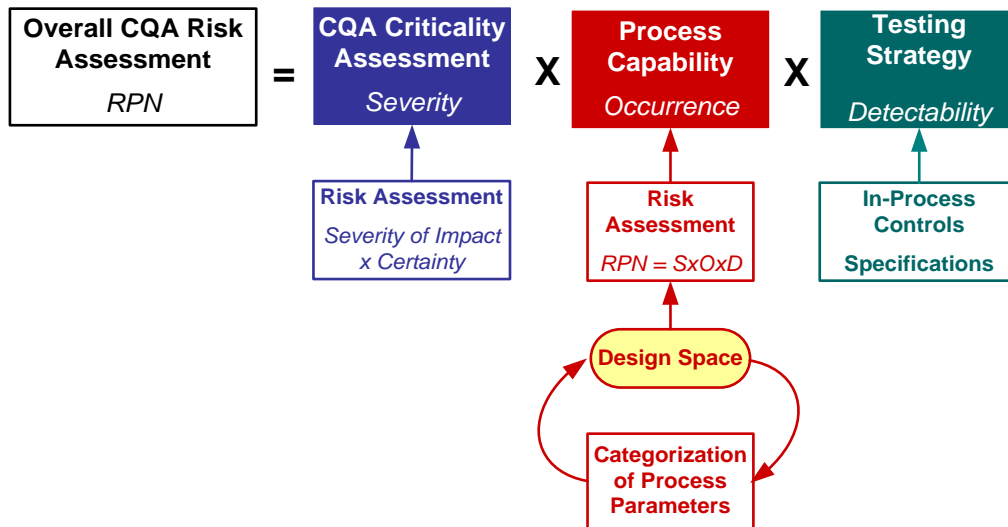 Overall CQA Risk
Assessment
RPN
=
CQA Criticality
Assessment
Severity
X
Process
Capability
Occurrence
X
Testing
Strategy
Detectability
Risk Assessment
Severity of Impact
x Certainty
Risk
Assessment
RPN = SxOxD
In-Process
Controls
Specifications
Design Space
Categorization
of Process
Parameters